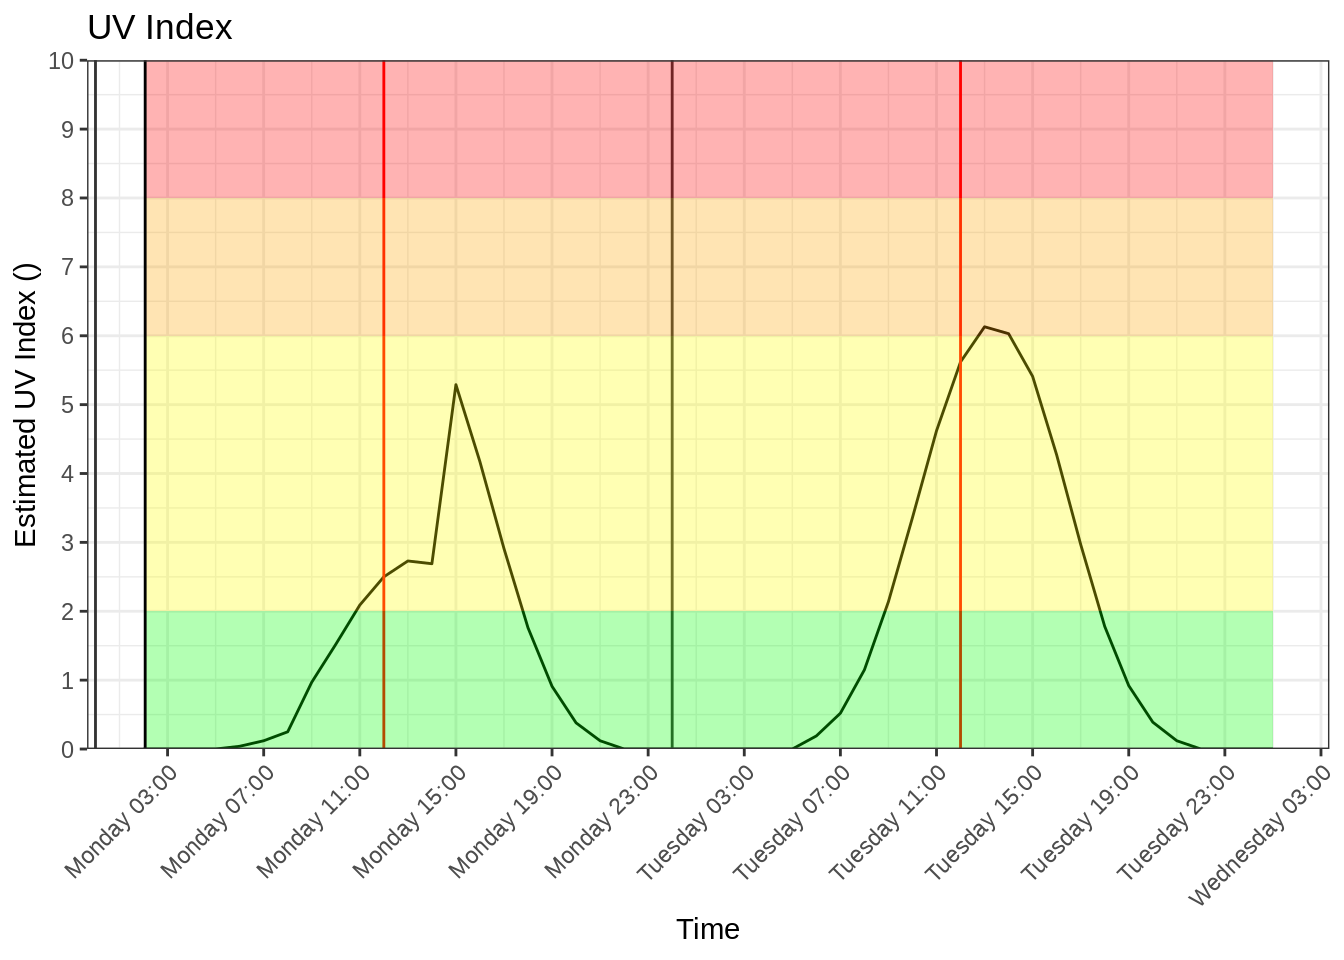 UV Index
Estimated UV Index ()
10
9
8
7
6
5
4
3
2
1
0
Monday 03:00
Monday 07:00
Monday 11:00
Monday 15:00
Monday 19:00
Monday 23:00
Tuesday 03:00
Tuesday 07:00
Tuesday 11:00
Tuesday 15:00
Tuesday 19:00
Tuesday 23:00
Wednesday 03:00
Time